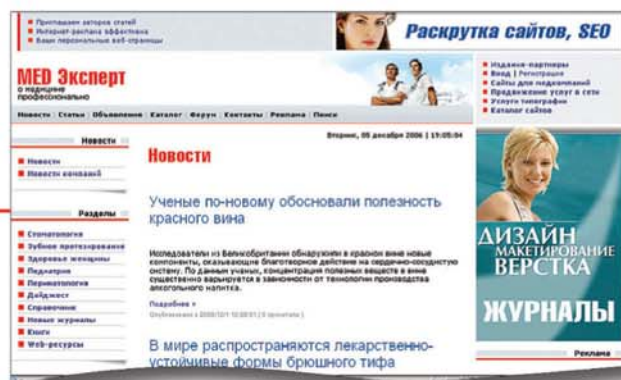 Приглашаем авторов статей
Интернет-реклама эффективна
Ваши персональные веб-страницы
Раскрутка сайтов, SEO
MED Эксперт
о медицине
профессионально
Издания-партнеры
Вход | Регистрация
Сайты для медкомпаний
Продвижение услуг в сети
Услуги типографии
Каталог сайтов
Новости | Статьи | Объявления | Каталог | Форум | Контакты | Реклама | Поиск
Вторник, 05 декабря 2006 | 19:05:04
Новости
Новости
Новости компаний
Разделы
Стоматология
Зубное протезирование
Здоровье женщины
Педиатрия
Перинатология
Дайджест
Справочник
Новые журналы
Книги
Web-ресурсы
Новости
Ученые по-новому обосновали полезность
красного вина
Исследователи из Великобритании обнаружили в красном вине новые
компоненты, оказывающие благотворное действие на сердечно-сосудистую
систему. По данным ученых, концентрация полезных веществ в вине
существенно варьируется в зависимости от технологии производства
алкогольного напитка.
Подробнее »
В мире распространяются лекарственно-
устойчивые формы брюшного тифа
ДИЗАЙН
МАКЕТИРОВАНИЕ
ВЕРСТКА
ЖУРНАЛЫ
Реклама